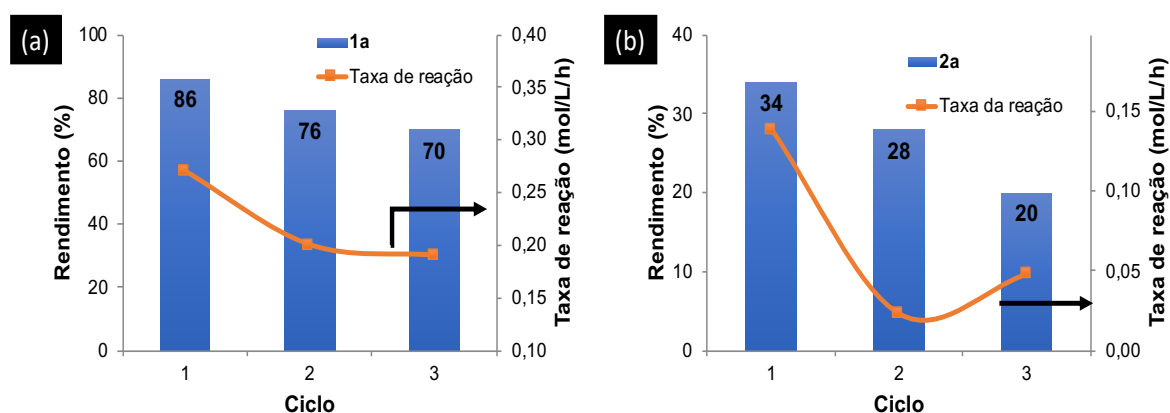 (a)
Rendimento (%)
100
80
60
40
20
0
86
76
70
1a
Taxa de reação
0,40
0,35
0,30
0,25
0,20
0,15
0,10
Taxa de reação (mol/L/h)
1
2
3
Ciclo
(b)
Rendimento (%)
40
30
20
10
0
34
28
20
2a
Taxa da reação
0,15
0,10
0,05
0,00
Taxa de reação (mol/L/h)
1
2
3
Ciclo